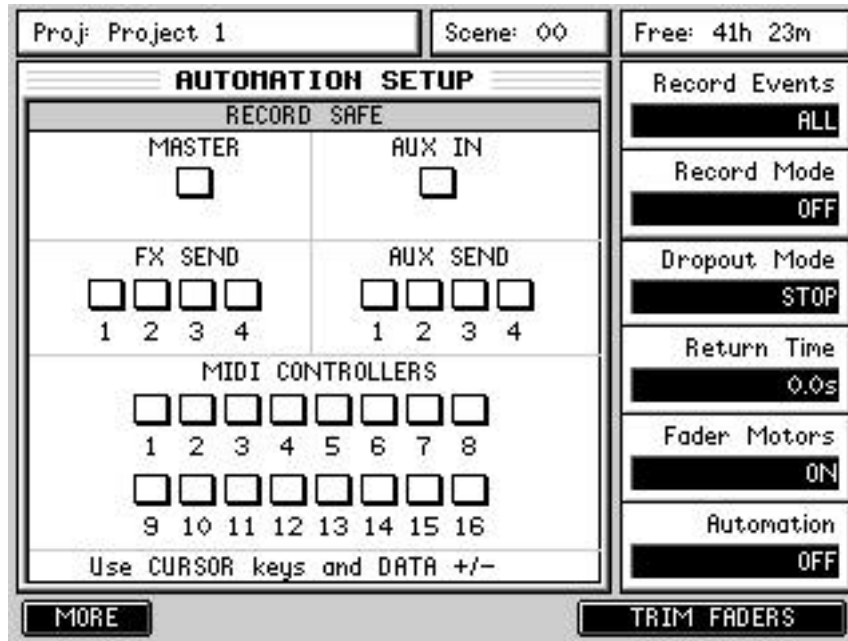 Proj: Project 1
Scene: 00
Free: 41h 23m
AUTOMATION SETUP
RECORD SAFE
MASTER
AUX IN
FX SEND
1 2 3 4
AUX SEND
1 2 3 4
MIDI CONTROLLERS
1 2 3 4 5 6 7 8
9 10 11 12 13 14 15 16
Use CURSOR keys and DATA +/-
Record Events
ALL
Record Mode
OFF
Dropout Mode
STOP
Return Time
0.0s
Fader Motors
ON
Automation
OFF
MORE
TRIM FADERS